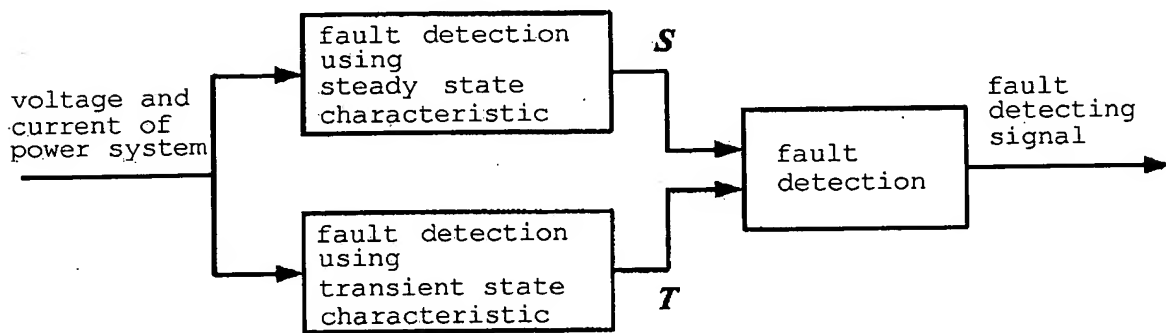 voltage and
current of
power system
fault detection
using
steady state
characteristic
S
fault detection
using
transient state
characteristic
T
fault
detection
fault
detecting
signal